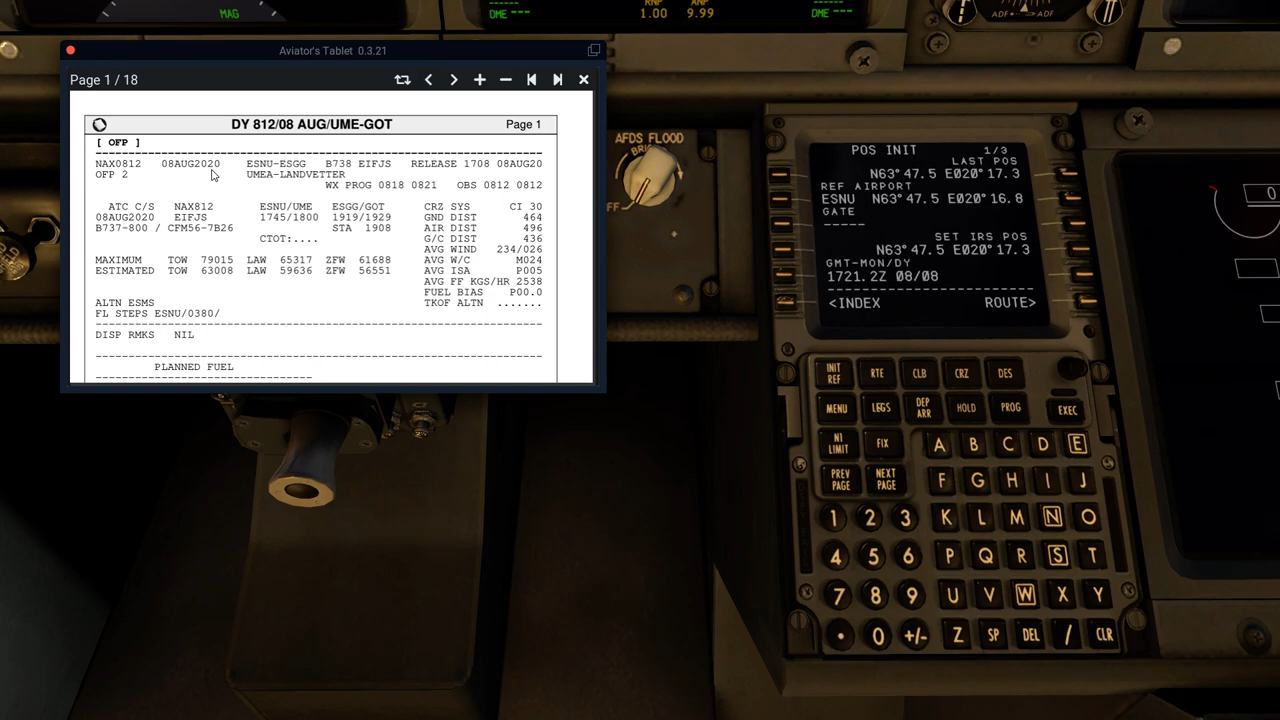 MAG
DME ---
RNP
ANP
1.00
9.99
DME ---
ADF
ADF
Aviator's Tablet 0.3.21
Page 1 / 18
DY 812/08 AUG/UME-GOT Page 1
[ OFP ]
NAX0812 08AUG2020 ESNU-ESGG B738 EIFJS RELEASE 1708 08AUG20
OFP 2 UMEA-LANDVETTER
WX PROG 0818 0821 OBS 0812 0812
ATC C/S NAX812 ESNU/UME ESGG/GOT CRZ SYS CI 30
08AUG2020 EIFJS 1745/1800 1919/1929 GND DIST 464
B737-800 / CFM56-7B26 STA 1908 AIR DIST 496
CTOT:.... G/C DIST 436
AVG WIND 234/026
MAXIMUM TOW 79015 LAW 65317 ZFW 61688 AVG W/C M024
ESTIMATED TOW 63008 LAW 59636 ZFW 56551 AVG ISA P005
AVG FF KGS/HR 2538
FUEL BIAS P00.0
ALTN ESMS TKOF ALTN .......
FL STEPS ESNU/0380/
DISP RMKS NIL
PLANNED FUEL
AFDS FLOOD
POS INIT 1/3
LAST POS
N63°47.5 E020°17.3
REF AIRPORT
ESNU N63°47.5 E020°16.8
GATE
-----
SET IRS POS
N63°47.5 E020°17.3
GMT-MON/DY
1721.2Z 08/08
<INDEX ROUTE>
INIT REF
RTE
CLB
CRZ
DES
MENU
LEGS
DEP ARR
HOLD
PROG
EXEC
N1 LIMIT
FIX
A B C D E
PREV PAGE
NEXT PAGE
F G H I J
1 2 3 K L M N O
4 5 6 P Q R S T
7 8 9 U V W X Y
. 0 +/- Z SP DEL / CLR
0